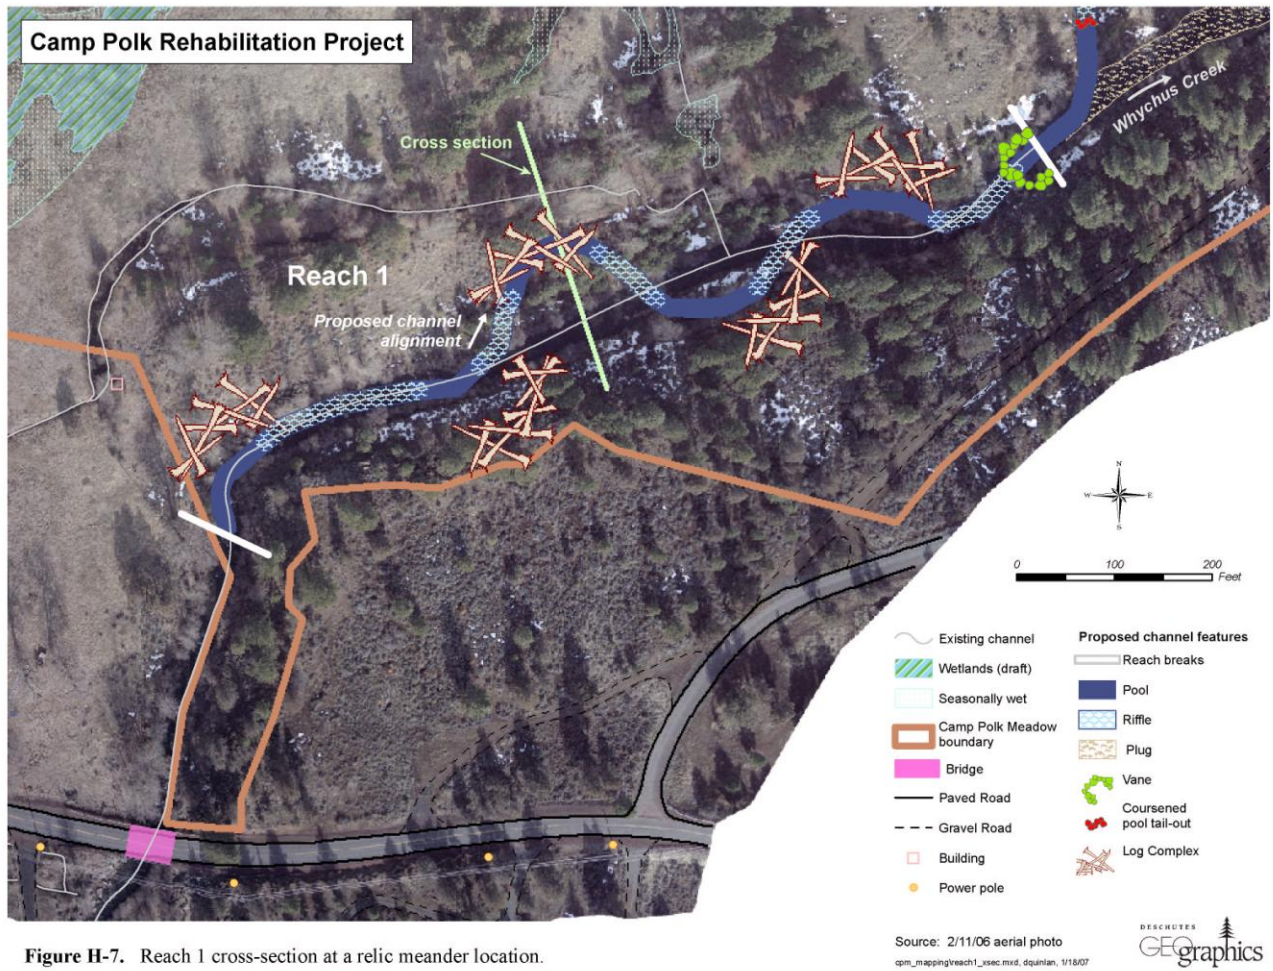 Camp Polk Rehabilitation Project
Cross section
Whychus Creek
Reach 1
Proposed channel
alignment
N
W E
S
0 100 200
Feet
Existing channel
Wetlands (draft)
Seasonally wet
Camp Polk Meadow
boundary
Bridge
Paved Road
Gravel Road
Building
Power pole
Proposed channel features
Reach breaks
Pool
Riffle
Plug
Vane
Coursened
pool tail-out
Log Complex
Source: 2/11/06 aerial photo
cpm_mapping\reach1_xsec.mxd, dquinlan, 1/18/07
DESCHUTES
GEOgraphics
Figure H-7. Reach 1 cross-section at a relic meander location.